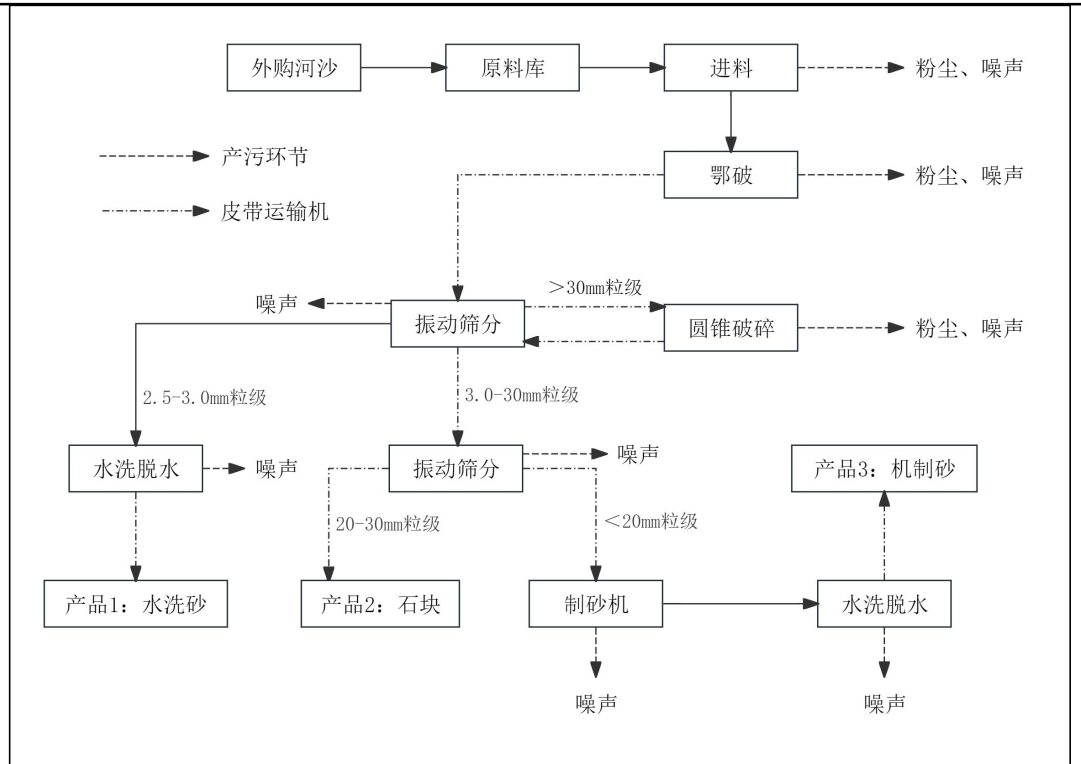 外购河沙
原料库
进料
粉尘、噪声
产污环节
鄂破
粉尘、噪声
皮带运输机
>30mm粒级
噪声
振动筛分
圆锥破碎
粉尘、噪声
2.5-3.0mm粒级
3.0-30mm粒级
水洗脱水
噪声
振动筛分
噪声
产品3：机制砂
20-30mm粒级
<20mm粒级
产品1：水洗砂
产品2：石块
制砂机
水洗脱水
噪声
噪声